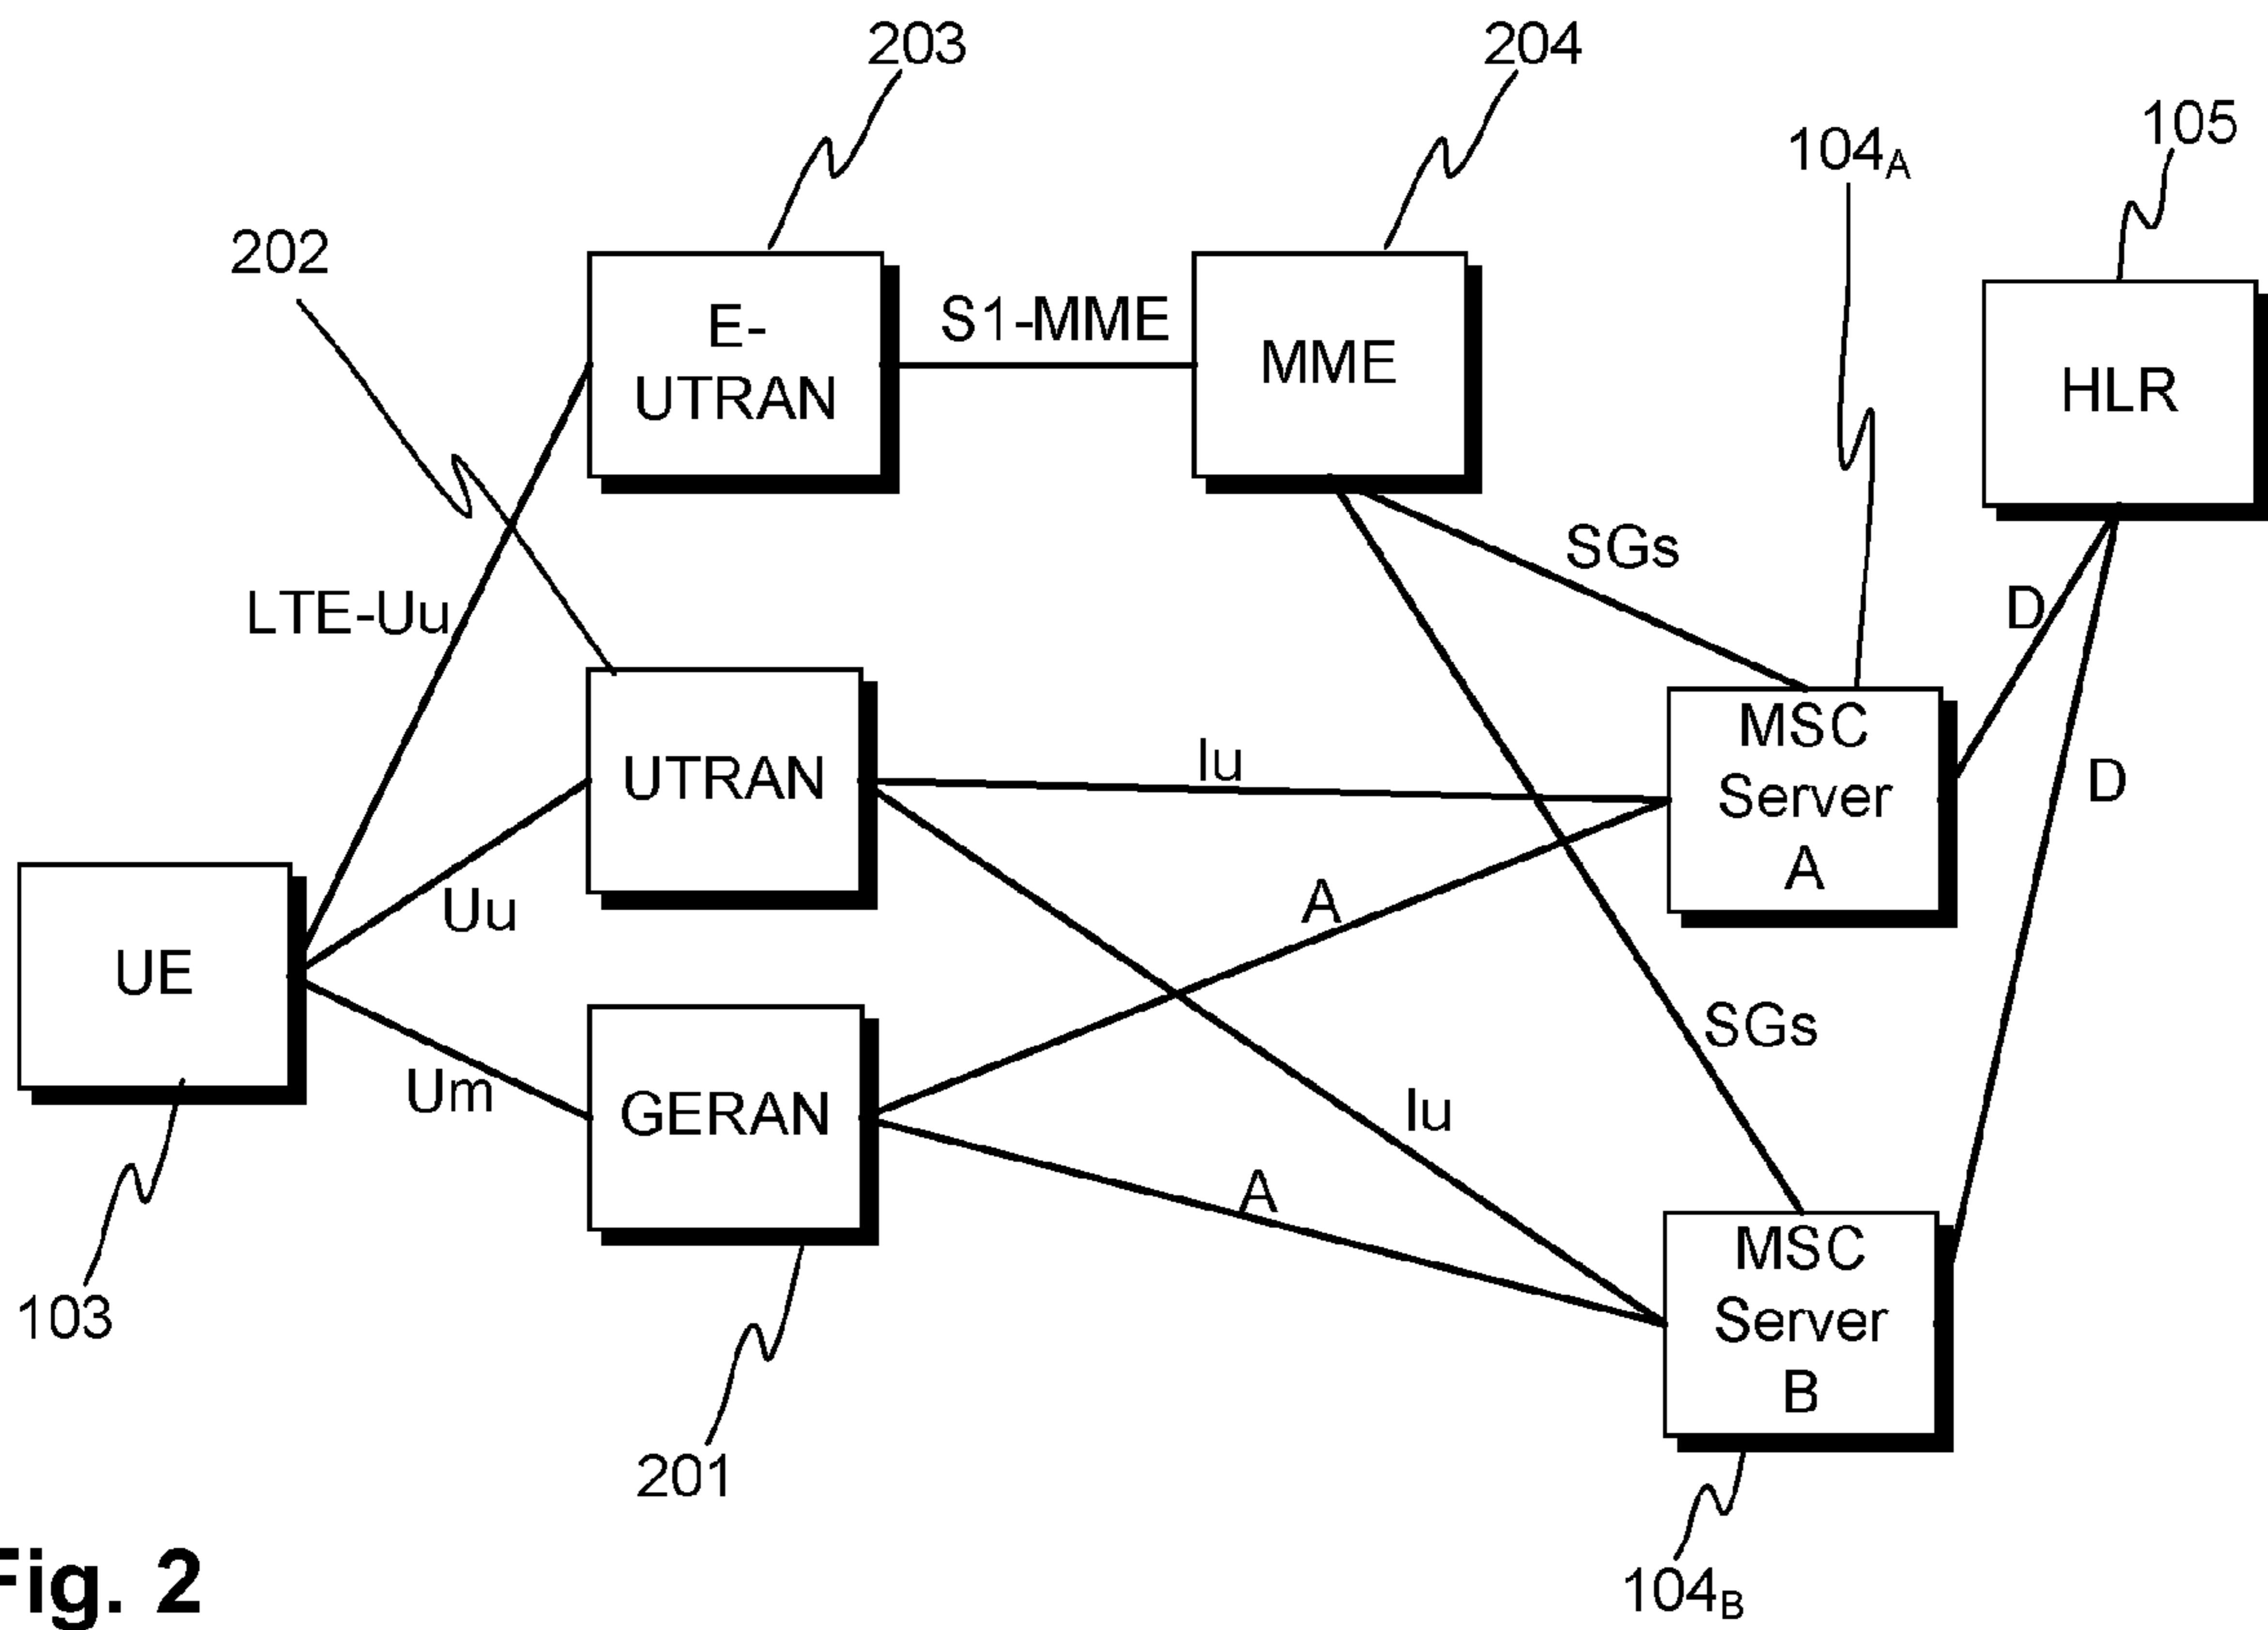 203
204
105
104A
202
E-
UTRAN
S1-MME
MME
HLR
SGs
LTE-Uu
D
UTRAN
Iu
MSC
Server
A
D
Uu
A
UE
SGs
Um
GERAN
Iu
A
MSC
Server
B
103
201
104B
Fig. 2